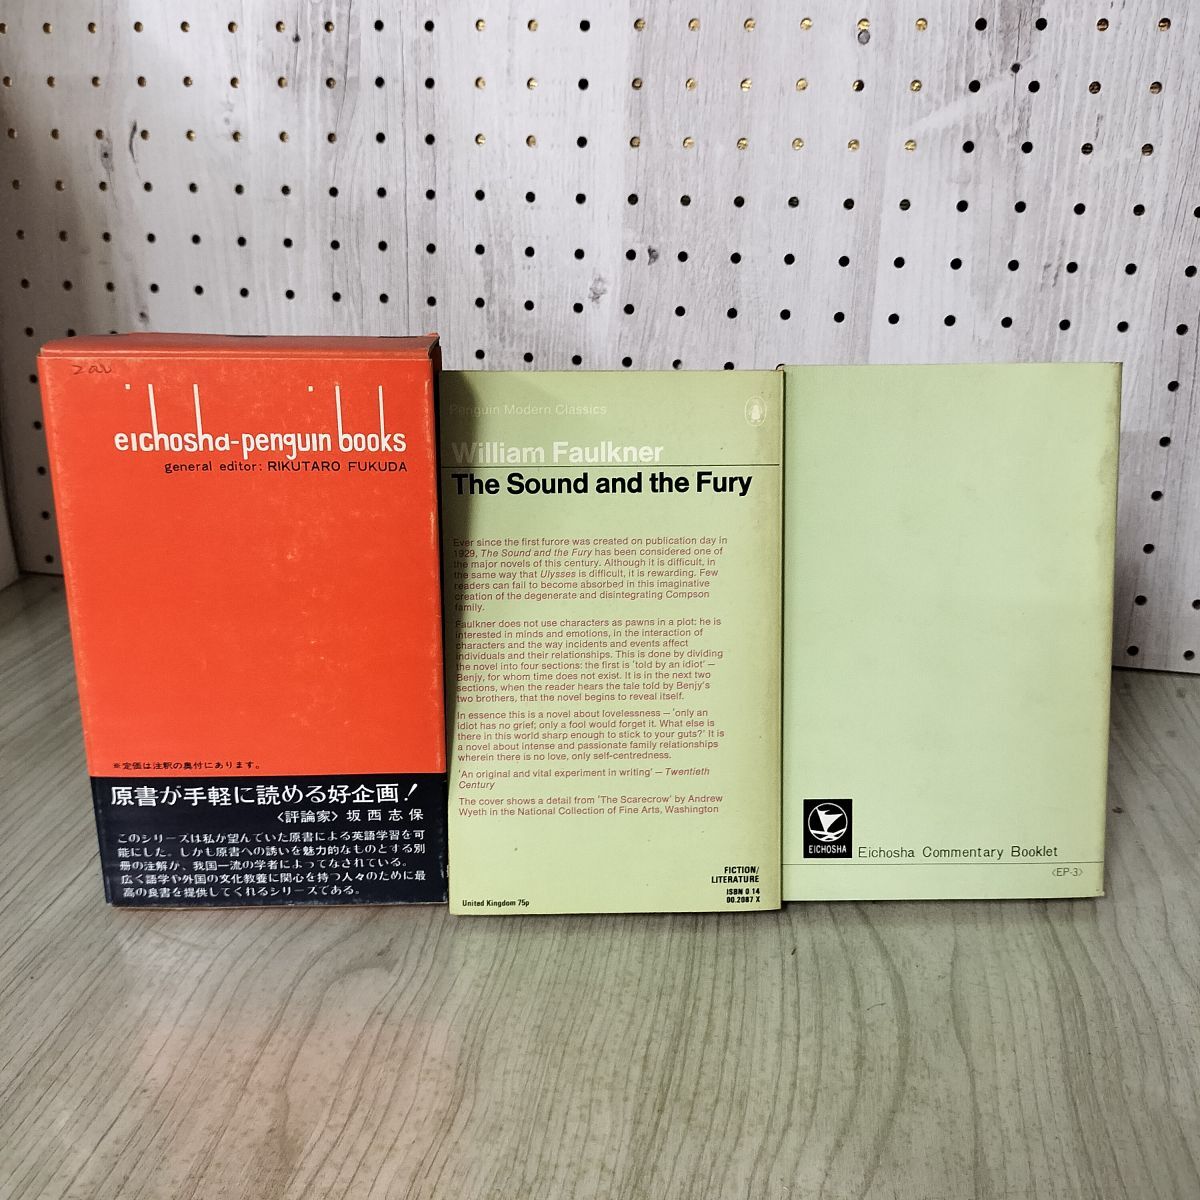 eichosha-penguin books
general editor: RIKUTARO FUKUDA
※定価は注釈の奥付にあります。
原書が手軽に読める好企画!
〈評論家〉坂西志保
このシリーズは私が望んでいた原書による英語学習を可
能にした。しかも原書への誘いを魅力的なものとする別
冊の注解が、我国一流の学者によってなされている。
広く語学や外国の文化教養に関心を持つ人々のために最
高の良書を提供してくれるシリーズである。
Penguin Modern Classics
William Faulkner
The Sound and the Fury
Ever since the first furore was created on publication day in
1929, The Sound and the Fury has been considered one of
the major novels of this century. Although it is difficult, in
the same way that Ulysses is difficult, it is rewarding. Few
readers can fail to become absorbed in this imaginative
creation of the degenerate and disintegrating Compson
family.
Faulkner does not use characters as pawns in a plot: he is
interested in minds and emotions, in the interaction of
characters and the way incidents and events affect
individuals and their relationships. This is done by dividing
the novel into four sections: the first is 'told by an idiot' –
Benjy, for whom time does not exist. It is in the next two
sections, when the reader hears the tale told by Benjy's
two brothers, that the novel begins to reveal itself.
In essence this is a novel about lovelessness – 'only an
idiot has no grief; only a fool would forget it. What else is
there in this world sharp enough to stick to your guts?' It is
a novel about intense and passionate family relationships
wherein there is no love, only self-centredness.
'An original and vital experiment in writing' – Twentieth
Century
The cover shows a detail from 'The Scarecrow' by Andrew
Wyeth in the National Collection of Fine Arts, Washington
FICTION/
LITERATURE
ISBN 0 14
00.2087 X
United Kingdom 75p
EICHOSHA
Eichosha Commentary Booklet
〈EP-3〉